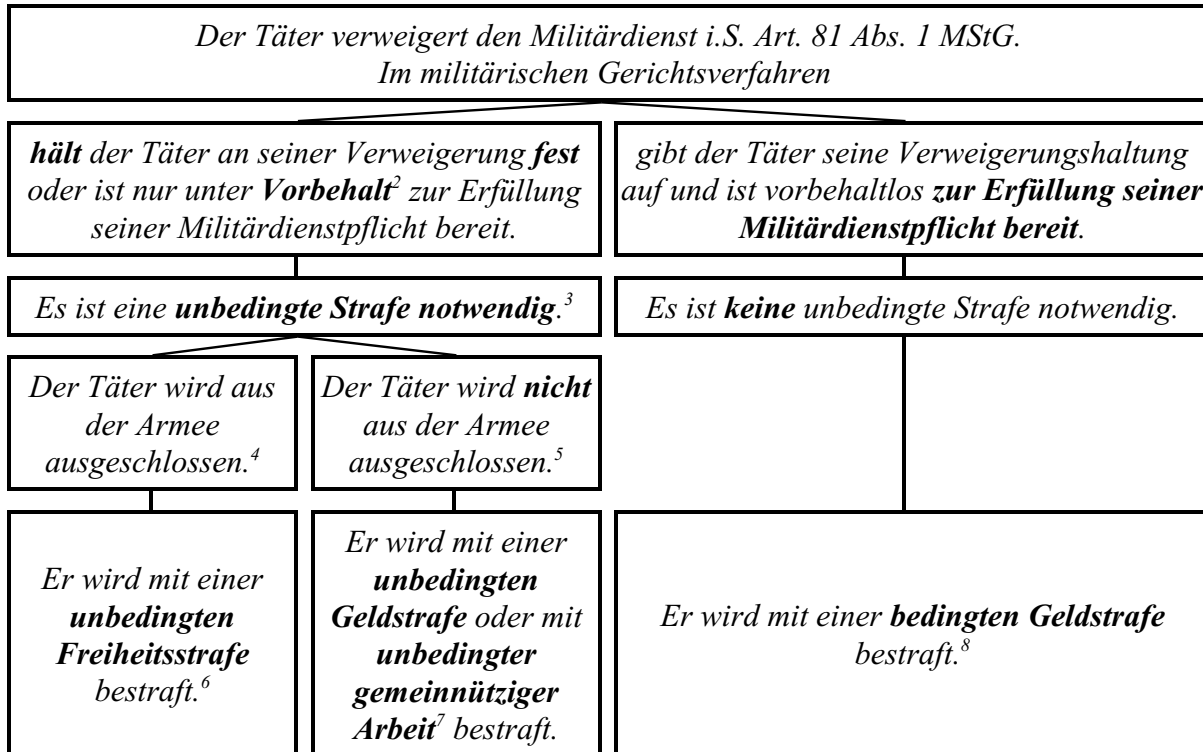 Der Täter verweigert den Militärdienst i.S. Art. 81 Abs. 1 MStG.
Im militärischen Gerichtsverfahren
hält der Täter an seiner Verweigerung fest
oder ist nur unter Vorbehalt² zur Erfüllung
seiner Militärdienstpflicht bereit.
gibt der Täter seine Verweigerungshaltung
auf und ist vorbehaltlos zur Erfüllung seiner
Militärdienstpflicht bereit.
Es ist eine unbedingte Strafe notwendig.³
Es ist keine unbedingte Strafe notwendig.
Der Täter wird aus
der Armee
ausgeschlossen.⁴
Der Täter wird nicht
aus der Armee
ausgeschlossen.⁵
Er wird mit einer
unbedingten
Freiheitsstrafe
bestraft.⁶
Er wird mit einer
unbedingten
Geldstrafe oder mit
unbedingter
gemeinnütziger
Arbeit⁷ bestraft.
Er wird mit einer bedingten Geldstrafe
bestraft.⁸